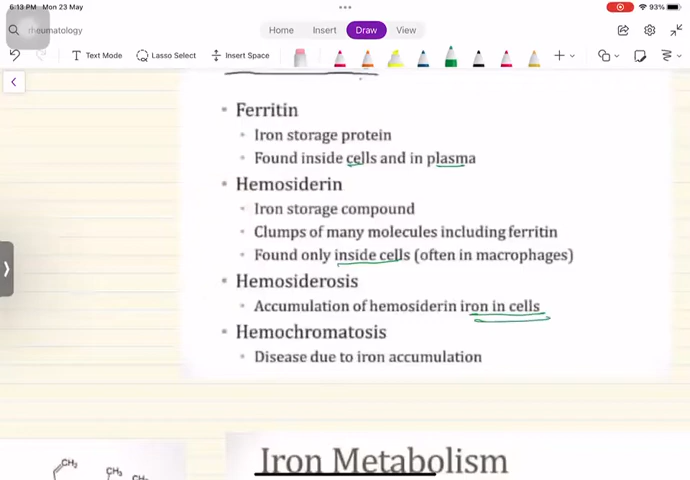 6:13 PM Mon 23 May
93%
rheumatology
Home Insert Draw View
Text Mode Lasso Select Insert Space
Ferritin
Iron storage protein
Found inside cells and in plasma
Hemosiderin
Iron storage compound
Clumps of many molecules including ferritin
Found only inside cells (often in macrophages)
Hemosiderosis
Accumulation of hemosiderin iron in cells
Hemochromatosis
Disease due to iron accumulation
Iron Metabolism
CH₃
CH₃